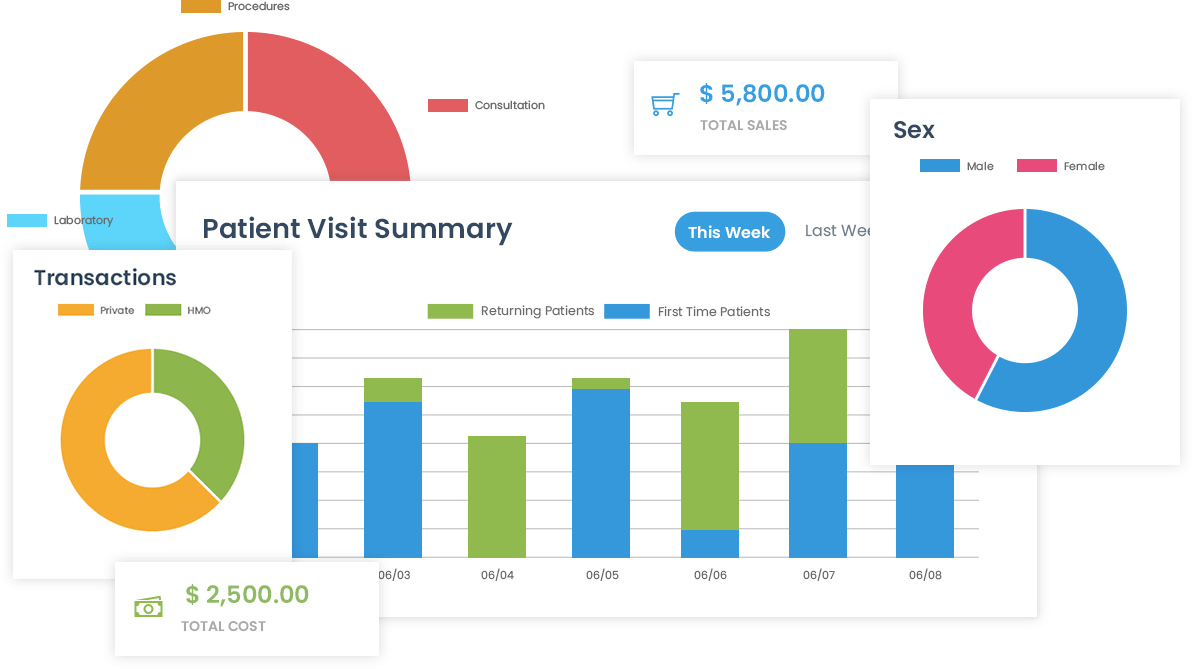 Procedures
Consultation
Laboratory
$ 5,800.00
TOTAL SALES
Sex
Male Female
Patient Visit Summary
This Week Last Wee
Returning Patients First Time Patients
Transactions
Private HMO
06/03 06/04 06/05 06/06 06/07 06/08
$ 2,500.00
TOTAL COST